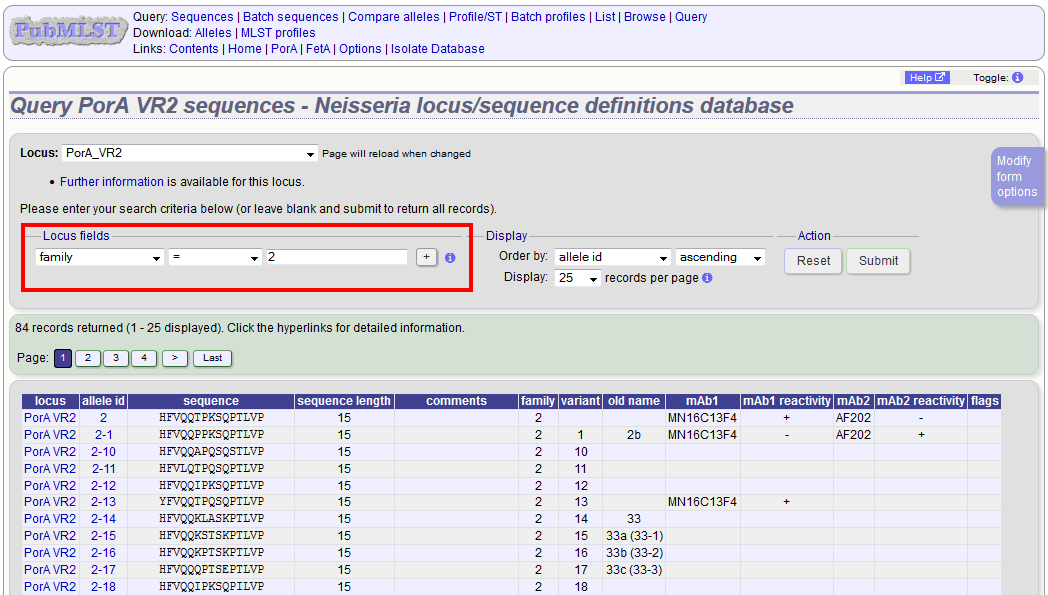 PubMLST
Query: Sequences | Batch sequences | Compare alleles | Profile/ST | Batch profiles | List | Browse | Query
Download: Alleles | MLST profiles
Links: Contents | Home | PorA | FetA | Options | Isolate Database
Help Toggle: i
Query PorA VR2 sequences - Neisseria locus/sequence definitions database
Locus: PorA_VR2 Page will reload when changed
• Further information is available for this locus.
Modify form options
Please enter your search criteria below (or leave blank and submit to return all records).
Locus fields Display Action
family = 2 + i Order by: allele id ascending Reset Submit
Display: 25 records per page i
84 records returned (1 - 25 displayed). Click the hyperlinks for detailed information.
Page: 1 2 3 4 > Last
locus allele id sequence sequence length comments family variant old name mAb1 mAb1 reactivity mAb2 mAb2 reactivity flags
PorA VR2 2 HFVQQTPKSQPTLVP 15 2 MN16C13F4 + AF202 -
PorA VR2 2-1 HFVQQPPKSQPTLVP 15 2 1 2b MN16C13F4 - AF202 +
PorA VR2 2-10 HFVQQAPQSQSTLVP 15 2 10
PorA VR2 2-11 HFVLQTPQSQPTLVP 15 2 11
PorA VR2 2-12 HFVQQIPKSQPTLVP 15 2 12
PorA VR2 2-13 YFVQQTPQSQPTLVP 15 2 13 MN16C13F4 +
PorA VR2 2-14 HFVQQKLASKPTLVP 15 2 14 33
PorA VR2 2-15 HFVQQKSTSKPTLVP 15 2 15 33a (33-1)
PorA VR2 2-16 HFVQQKPTSKPTLVP 15 2 16 33b (33-2)
PorA VR2 2-17 HFVQQQPTSEPTLVP 15 2 17 33c (33-3)
PorA VR2 2-18 HFVQQIPKSQPILVP 15 2 18